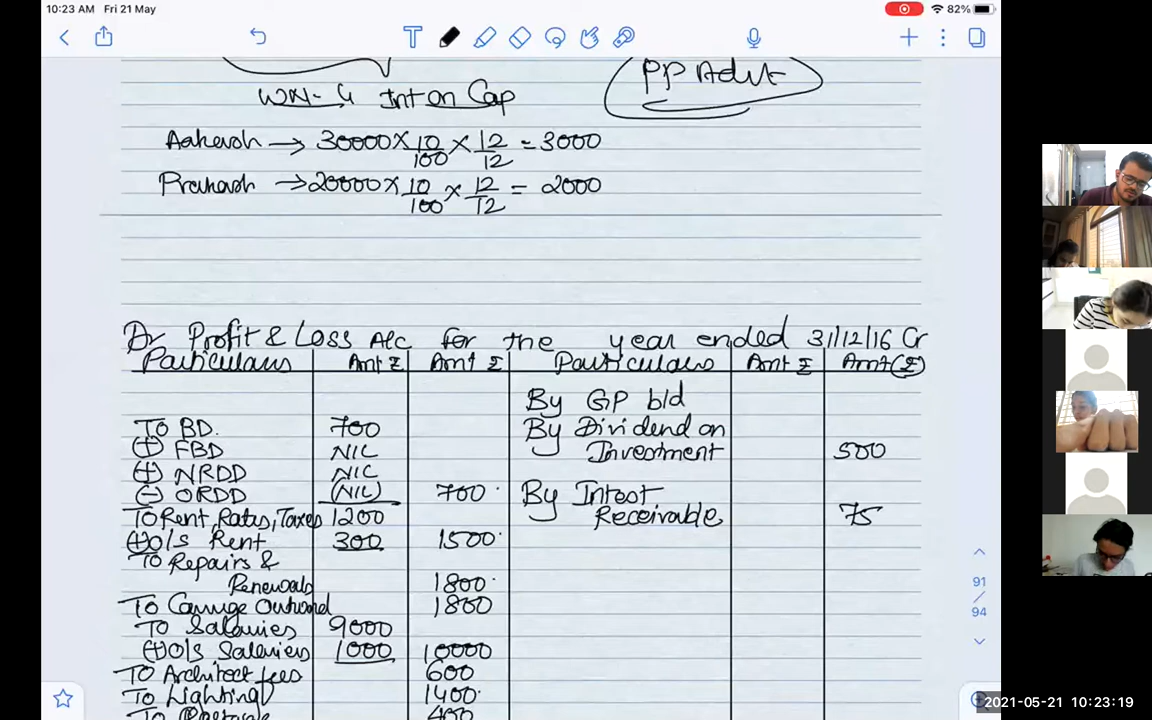 10:23 AM Fri 21 May
82%
PP Adjt
WN-4 Int on Cap
Aakash → 30000 × 10/100 × 12/12 = 3000
Prakash → 20000 × 10/100 × 12/12 = 2000
Dr Profit & Loss A/c for the year ended 31/12/16 Cr
Particulars Amt ₹ Amt ₹ Particulars Amt ₹ Amt (₹)
By GP b/d
To BD. 700 By Dividend on
(+) FBD NIL Investment 500
(+) NRDD NIL
(-) ORDD (NIL) 700 By Intest
To Rent, Rates, Taxes 1200 Receivable 75
(+) O/s Rent 300 1500
To Repairs &
Renewals 1800
To Carriage Outward 1800
To Salaries 9000
(+) O/s Salaries 1000 10000
To Architect fees 600
To Lighting 1400
400
91
/
94
2021-05-21 10:23:19